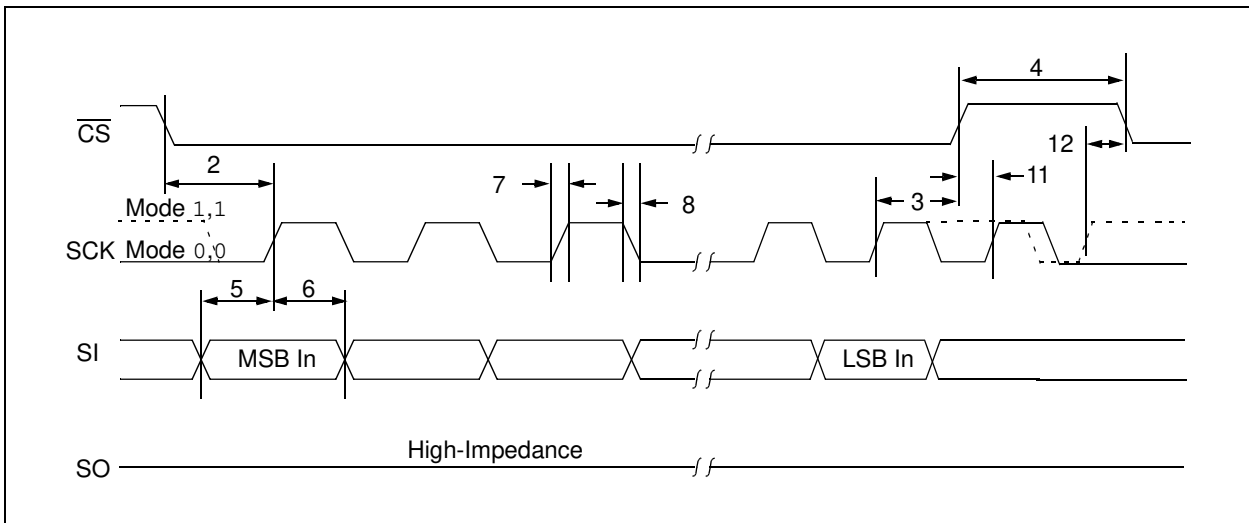 4
CS
12
2
7
8
3
11
Mode 1,1
SCK Mode 0,0
5
6
SI
MSB In
LSB In
High-Impedance
SO